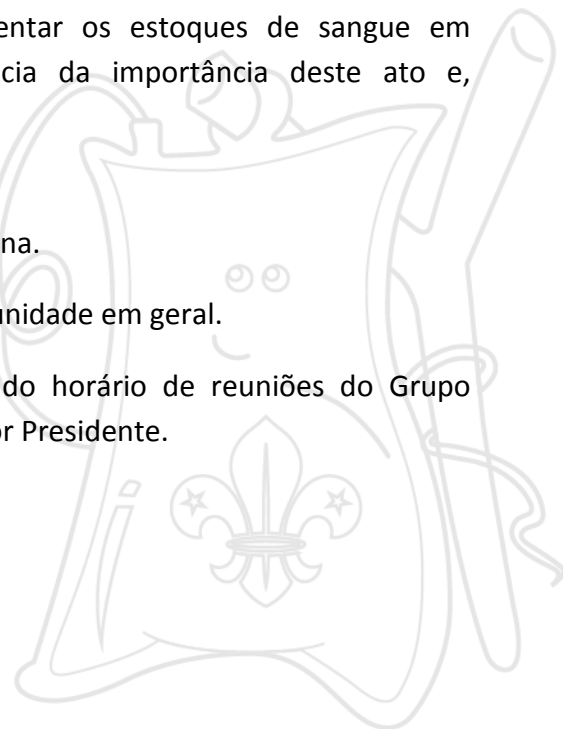 entar os estoques de sangue em
cia da importância deste ato e,
na.
unidade em geral.
do horário de reuniões do Grupo
or Presidente.